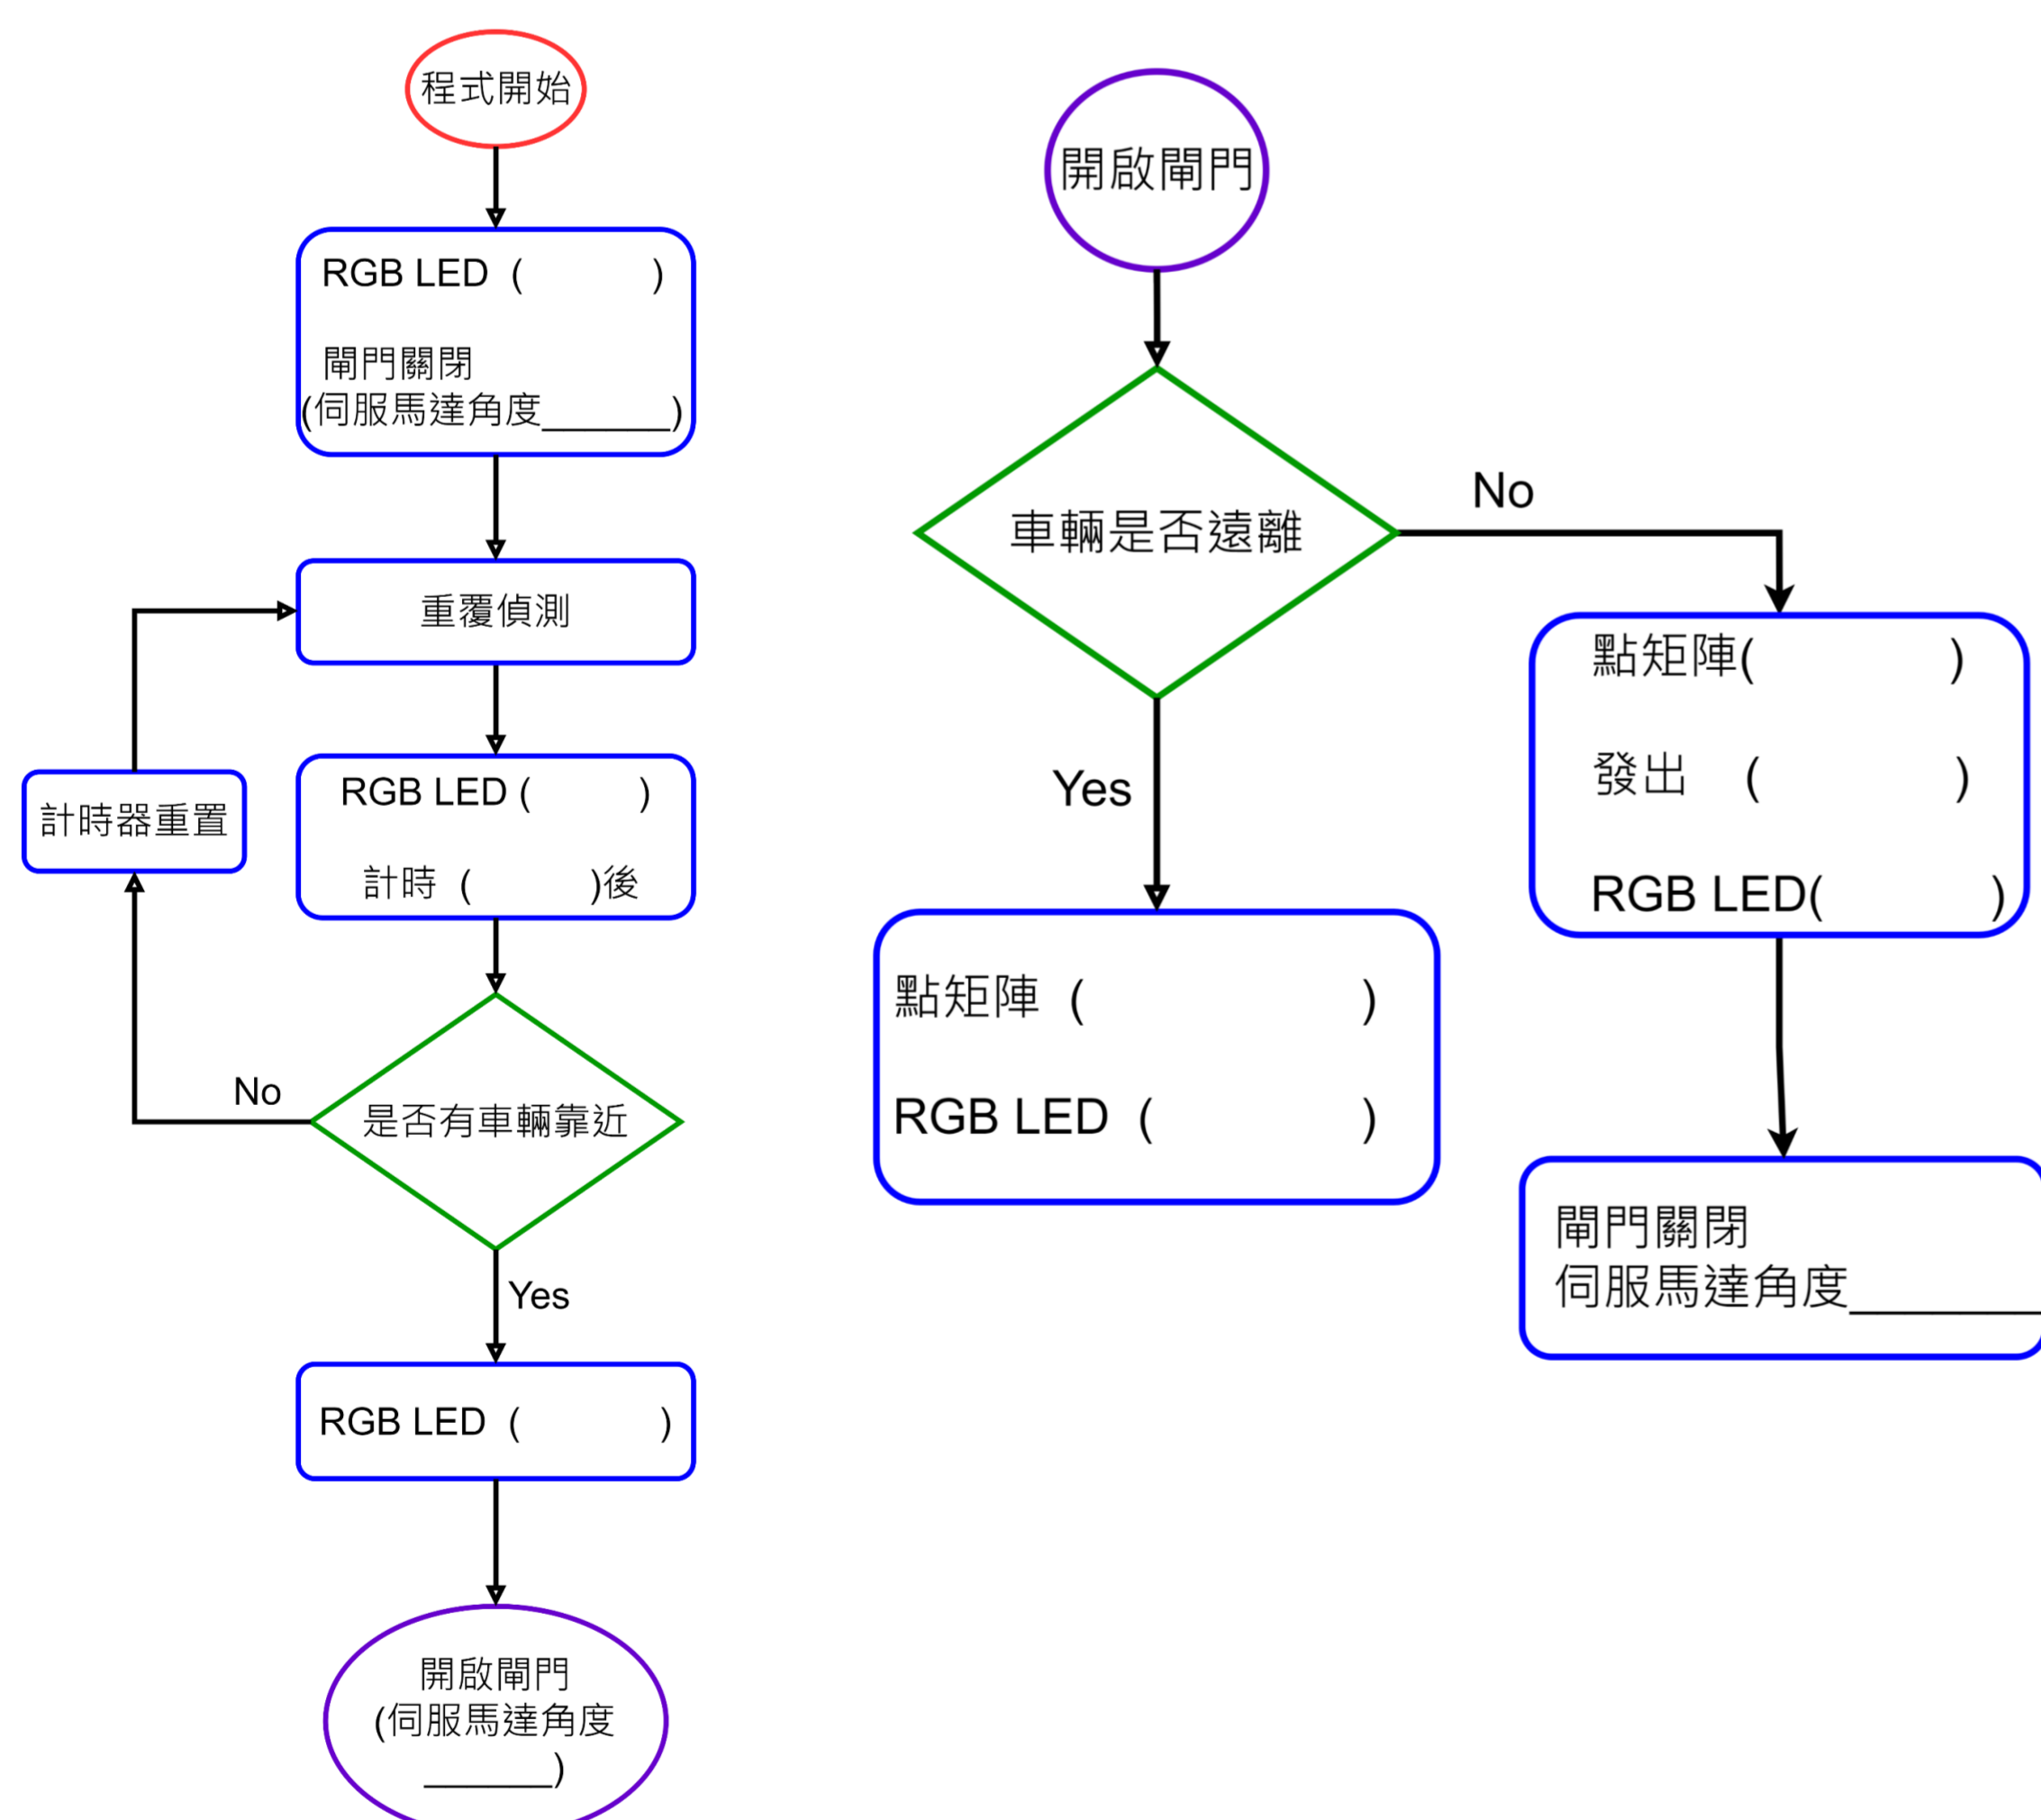 程式開始
RGB LED（　　　）
閘門關閉
(伺服馬達角度______)
重覆偵測
計時器重置
RGB LED（　　　）
計時（　　　）後
是否有車輛靠近
No
Yes
RGB LED（　　　）
開啟閘門
(伺服馬達角度
______)
開啟閘門
車輛是否遠離
No
Yes
點矩陣(　　　)
發出（　　　）
RGB LED(　　　)
點矩陣（　　　）
RGB LED（　　　）
閘門關閉
伺服馬達角度________